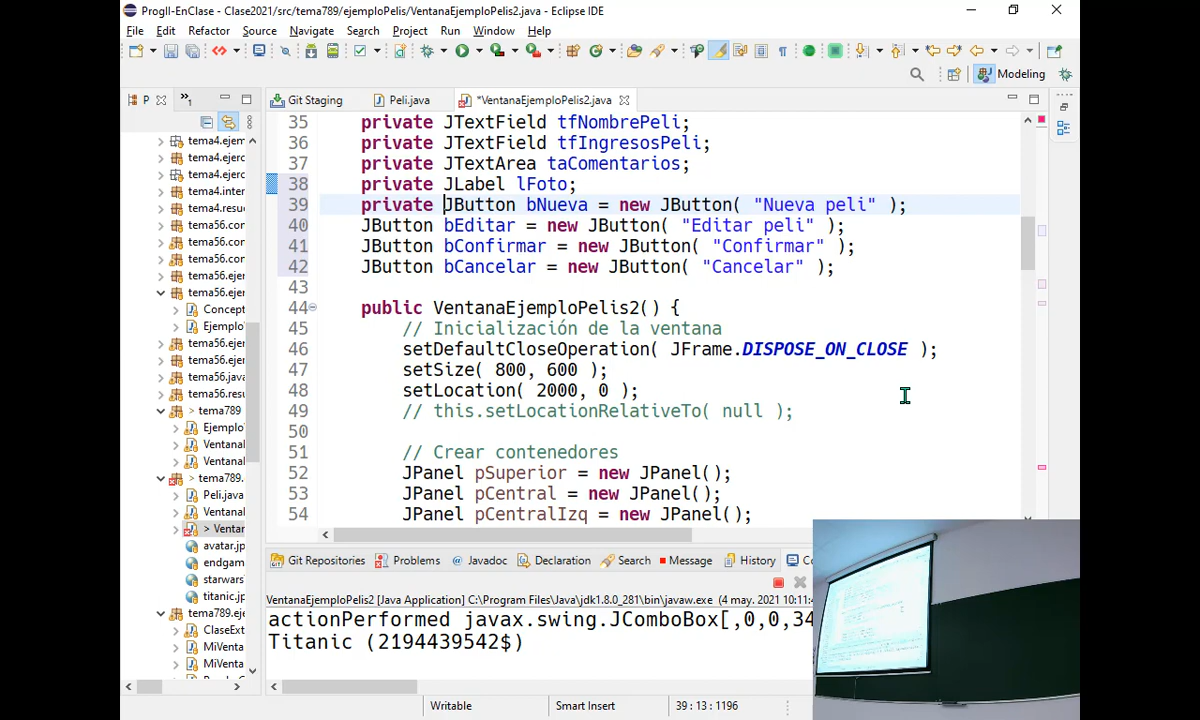 ProgII-EnClase - Clase2021/src/tema789/ejemploPelis/VentanaEjemploPelis2.java - Eclipse IDE
File Edit Refactor Source Navigate Search Project Run Window Help
Modeling
P
»1
Git Staging Peli.java *VentanaEjemploPelis2.java
tema4.ejem
tema4.ejerc
tema4.inter
tema4.resue
tema56.con
tema56.con
tema56.con
tema56.ejem
tema56.ejer
Concept
Ejemplo
tema56.ejer
tema56.ejer
tema56.java
tema56.resu
> tema789
Ejemplo
Ventanal
Ventanal
> tema789.
Peli.java
Ventanal
> Ventar
avatar.jp
endgam
starwars
titanic.jp
tema789.eje
ClaseExt
MiVenta
MiVenta
35 private JTextField tfNombrePeli;
36 private JTextField tfIngresosPeli;
37 private JTextArea taComentarios;
38 private JLabel lFoto;
39 private JButton bNueva = new JButton( "Nueva peli" );
40 JButton bEditar = new JButton( "Editar peli" );
41 JButton bConfirmar = new JButton( "Confirmar" );
42 JButton bCancelar = new JButton( "Cancelar" );
43
44 public VentanaEjemploPelis2() {
45 // Inicialización de la ventana
46 setDefaultCloseOperation( JFrame.DISPOSE_ON_CLOSE );
47 setSize( 800, 600 );
48 setLocation( 2000, 0 );
49 // this.setLocationRelativeTo( null );
50
51 // Crear contenedores
52 JPanel pSuperior = new JPanel();
53 JPanel pCentral = new JPanel();
54 JPanel pCentralIzq = new JPanel();
Git Repositories Problems @ Javadoc Declaration Search Message History Co
VentanaEjemploPelis2 [Java Application] C:\Program Files\Java\jdk1.8.0_281\bin\javaw.exe (4 may. 2021 10:11:4
actionPerformed javax.swing.JComboBox[,0,0,34
Titanic (2194439542$)
Writable Smart Insert 39 : 13 : 1196